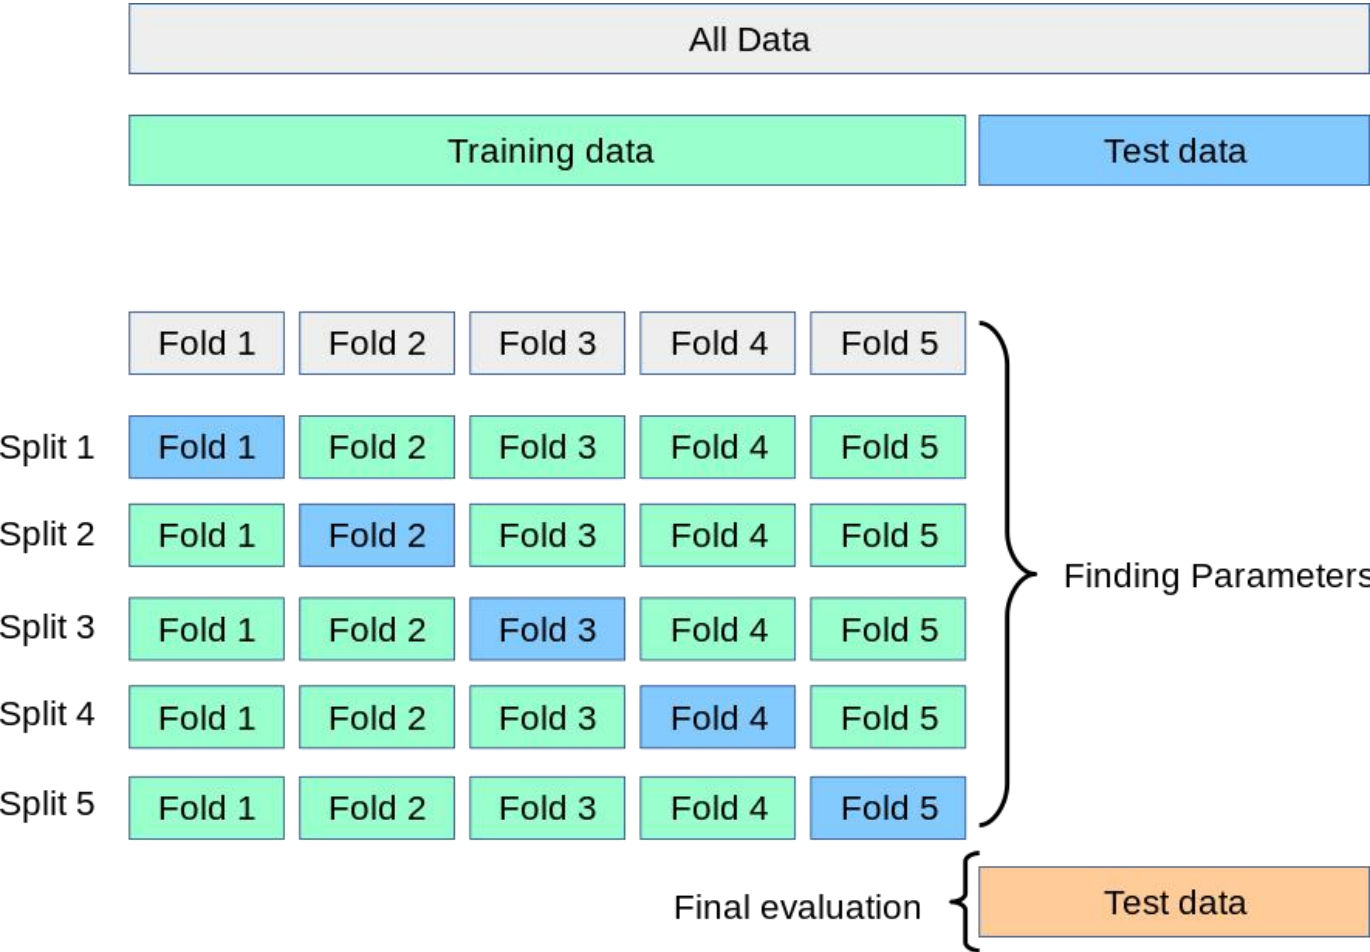 All Data
Training data Test data
Fold 1 Fold 2 Fold 3 Fold 4 Fold 5
Split 1 Fold 1 Fold 2 Fold 3 Fold 4 Fold 5
Split 2 Fold 1 Fold 2 Fold 3 Fold 4 Fold 5
Finding Parameters
Split 3 Fold 1 Fold 2 Fold 3 Fold 4 Fold 5
Split 4 Fold 1 Fold 2 Fold 3 Fold 4 Fold 5
Split 5 Fold 1 Fold 2 Fold 3 Fold 4 Fold 5
Final evaluation Test data